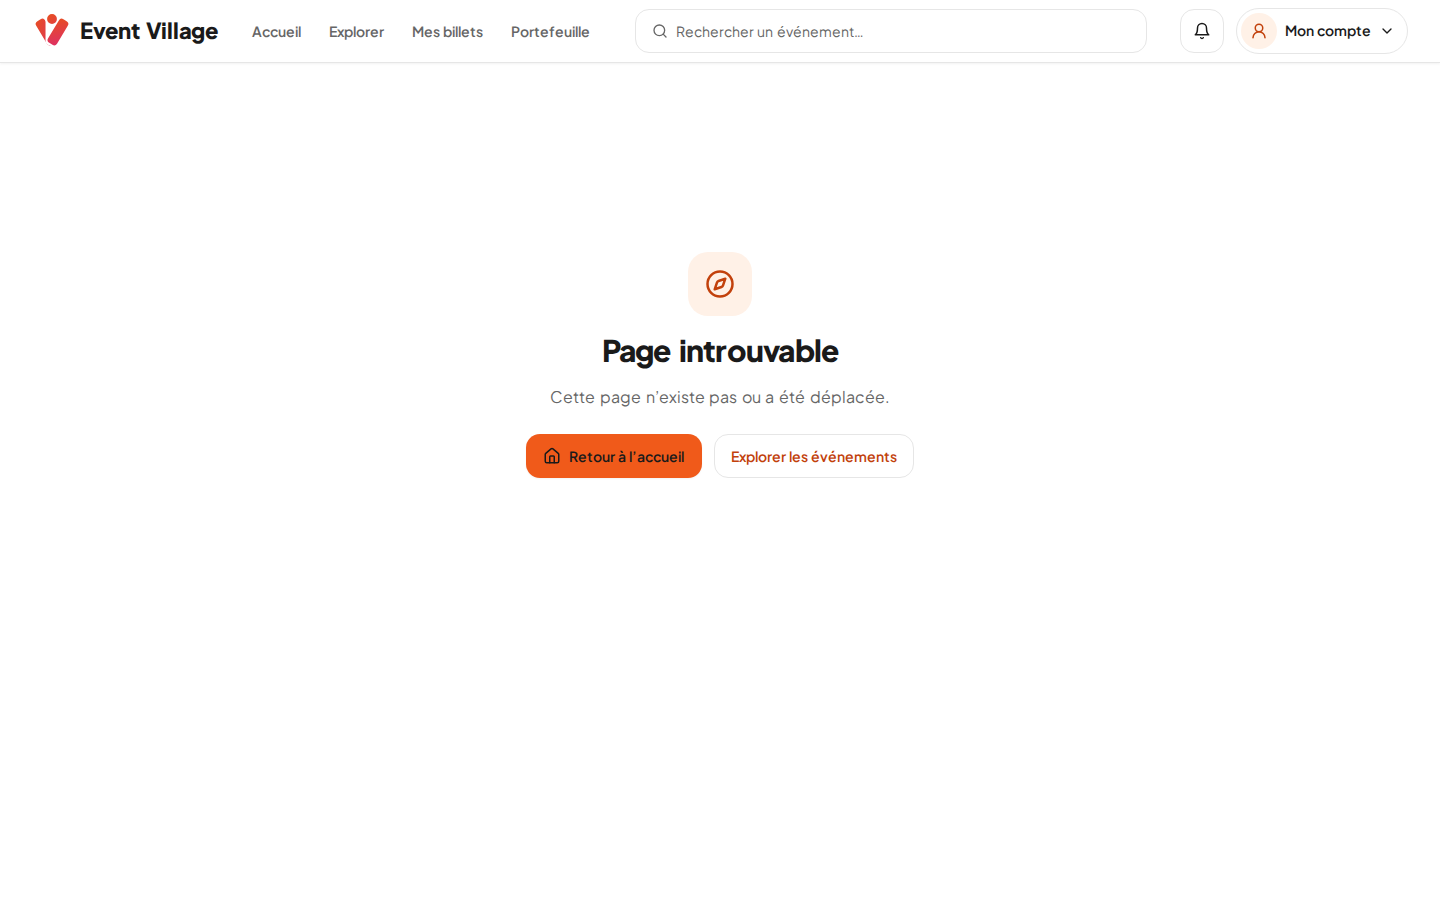 Event Village
Accueil
Explorer
Mes billets
Portefeuille
Rechercher un événement…
Mon compte
Page introuvable
Cette page n’existe pas ou a été déplacée.
Retour à l’accueil
Explorer les événements